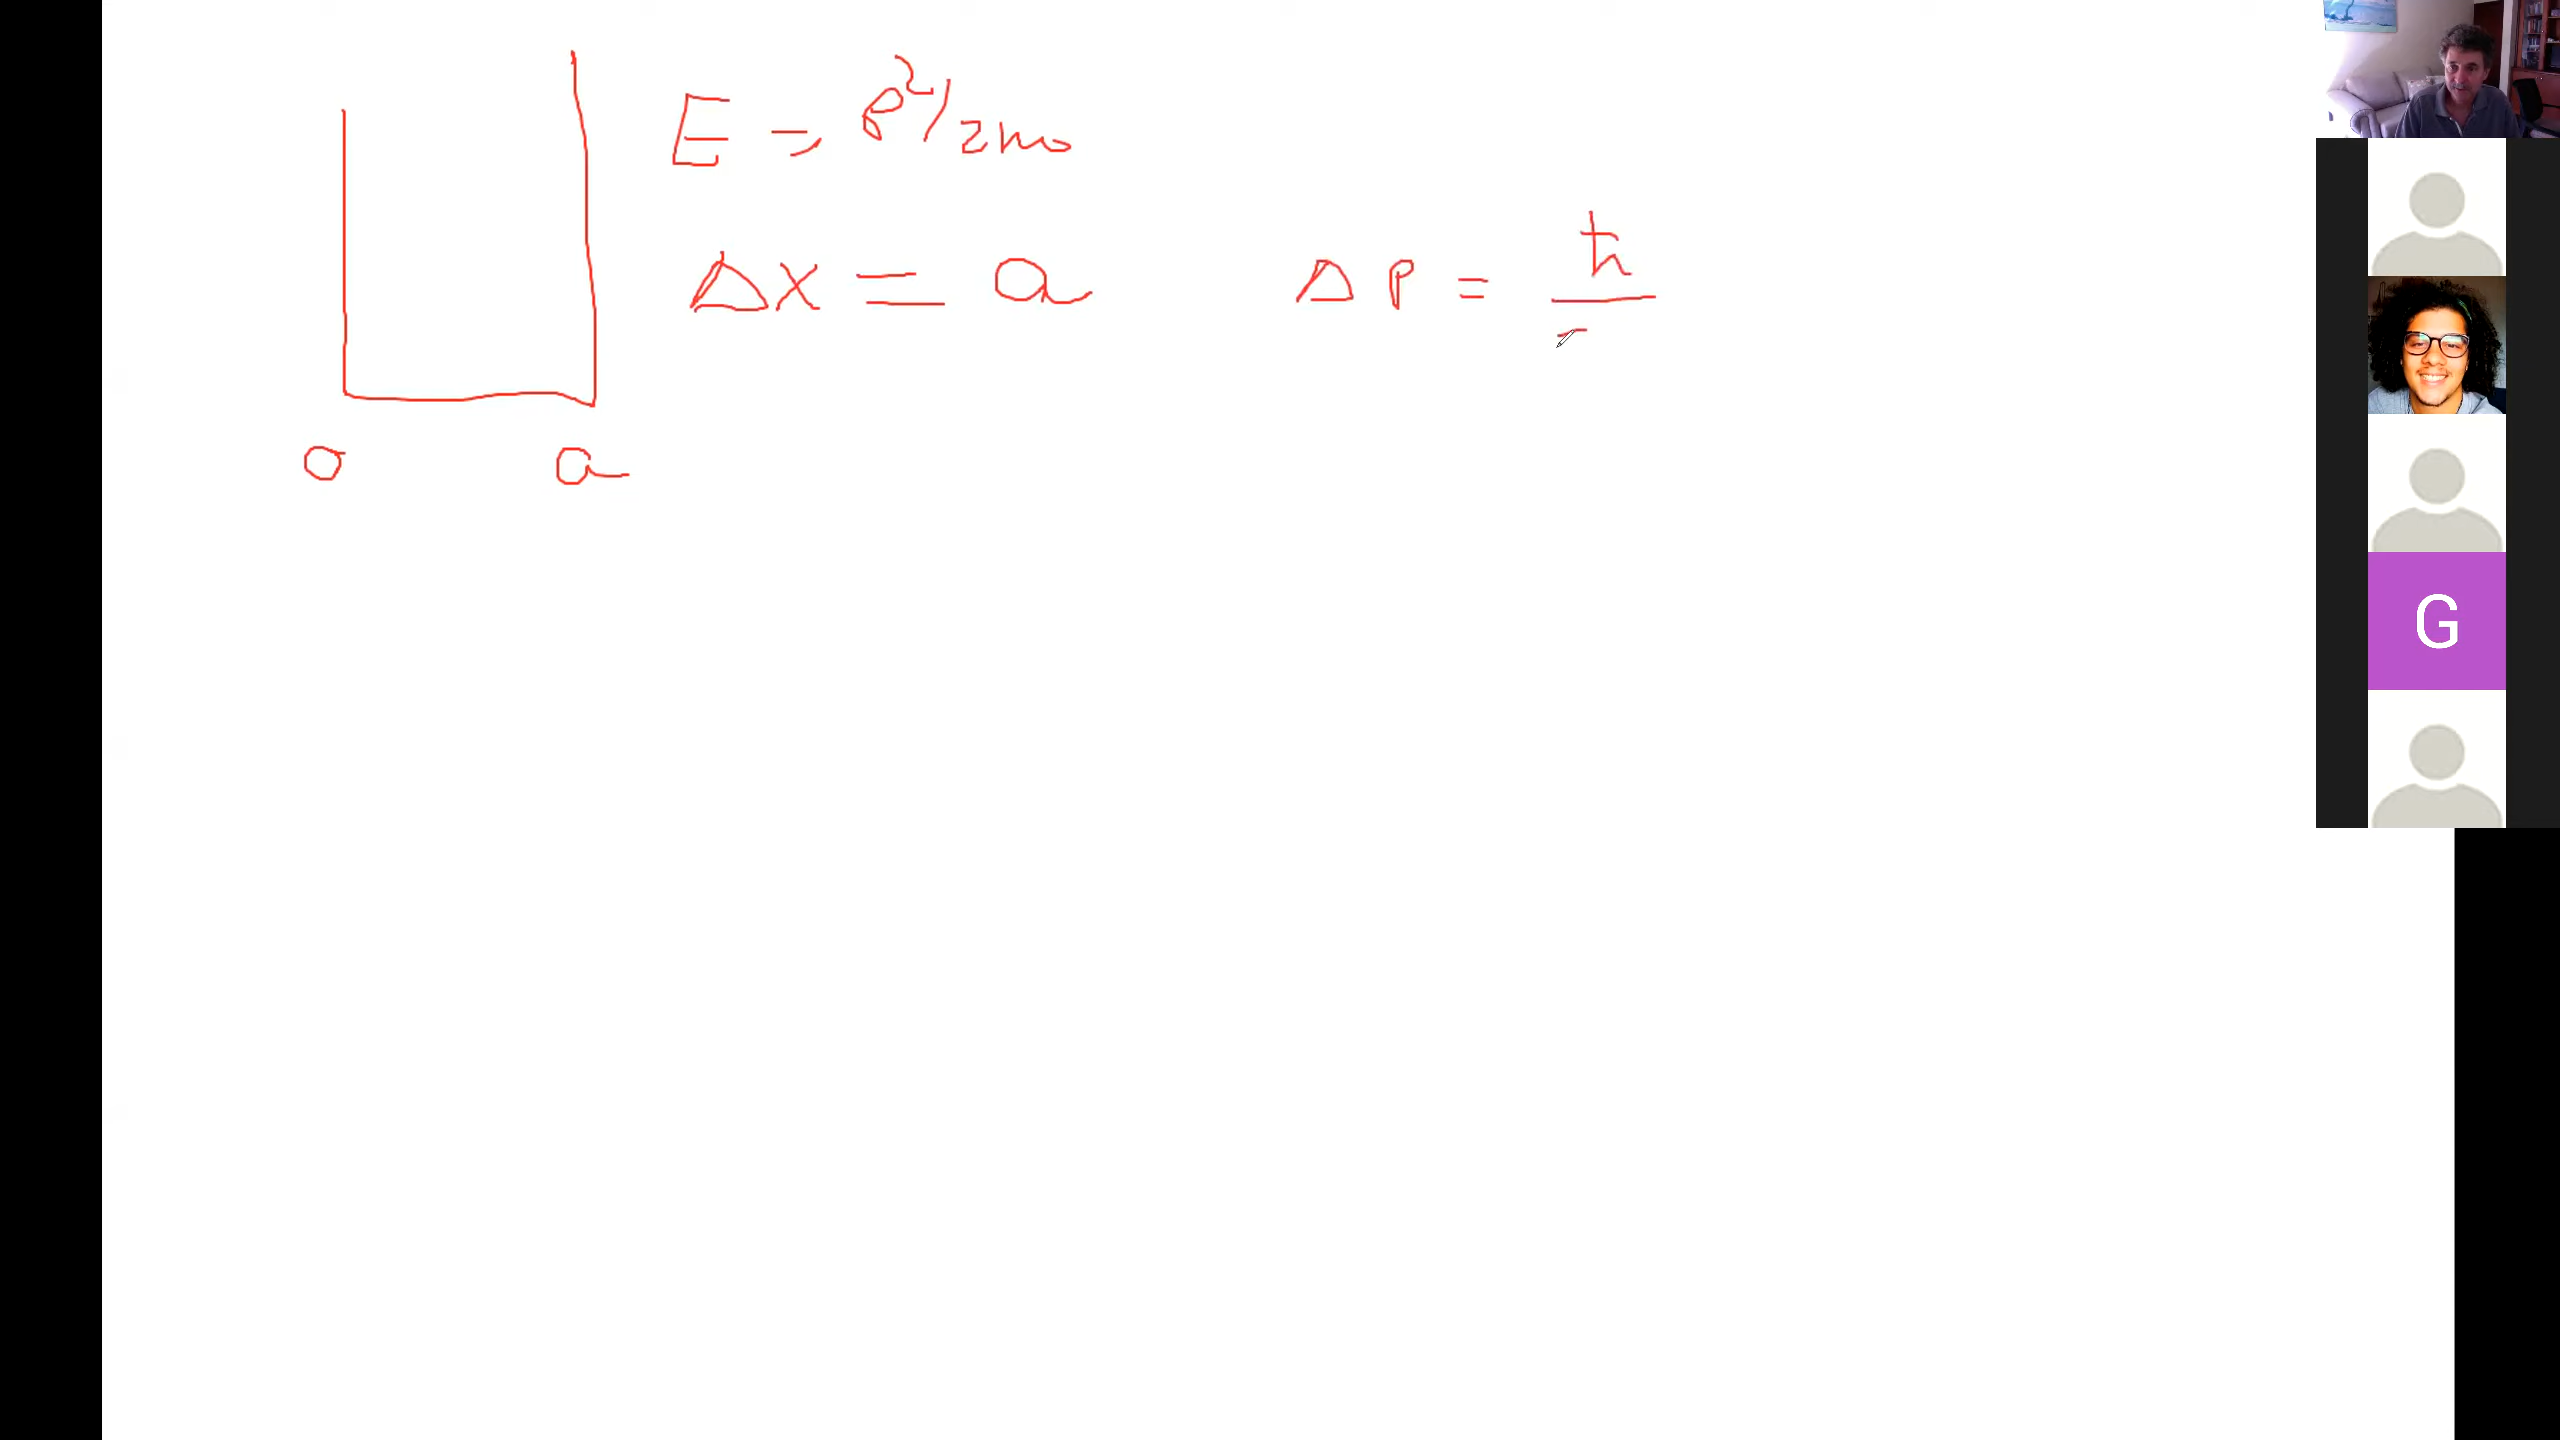 E = p²/2m
Δx = a
Δp = ħ/
0 a
G